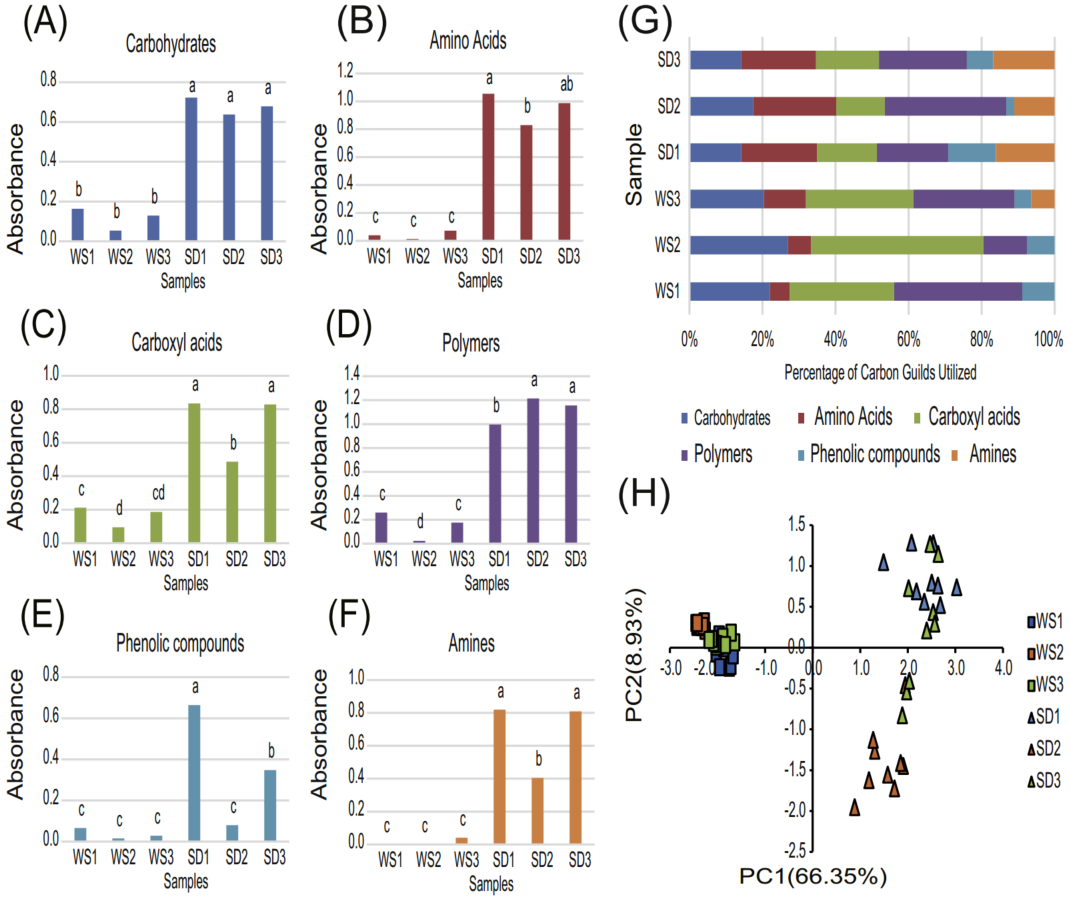 (A)
Carbohydrates
Absorbance
0.8
0.6
0.4
0.2
0.0
b
b
b
a
a
a
WS1 WS2 WS3 SD1 SD2 SD3
Samples
(B)
Amino Acids
Absorbance
1.2
1.0
0.8
0.6
0.4
0.2
0.0
c
c
c
a
b
ab
WS1 WS2 WS3 SD1 SD2 SD3
Samples
(C)
Carboxyl acids
Absorbance
1.0
0.8
0.6
0.4
0.2
0.0
c
d
cd
a
b
a
WS1 WS2 WS3 SD1 SD2 SD3
Samples
(D)
Polymers
Absorbance
1.4
1.2
1.0
0.8
0.6
0.4
0.2
0.0
c
d
c
b
a
a
WS1 WS2 WS3 SD1 SD2 SD3
Samples
(E)
Phenolic compounds
Absorbance
0.8
0.6
0.4
0.2
0.0
c
c
c
a
c
b
WS1 WS2 WS3 SD1 SD2 SD3
Samples
(F)
Amines
Absorbance
1.0
0.8
0.6
0.4
0.2
0.0
c
c
c
a
b
a
WS1 WS2 WS3 SD1 SD2 SD3
Samples
(G)
Sample
SD3
SD2
SD1
WS3
WS2
WS1
0% 20% 40% 60% 80% 100%
Percentage of Carbon Guilds Utilized
Carbohydrates Amino Acids Carboxyl acids
Polymers Phenolic compounds Amines
(H)
PC2(8.93%)
1.5
1.0
0.5
0.0
-0.5
-1.0
-1.5
-2.0
-2.5
-3.0 -2.0 -1.0 0.0 1.0 2.0 3.0 4.0
PC1(66.35%)
WS1
WS2
WS3
SD1
SD2
SD3